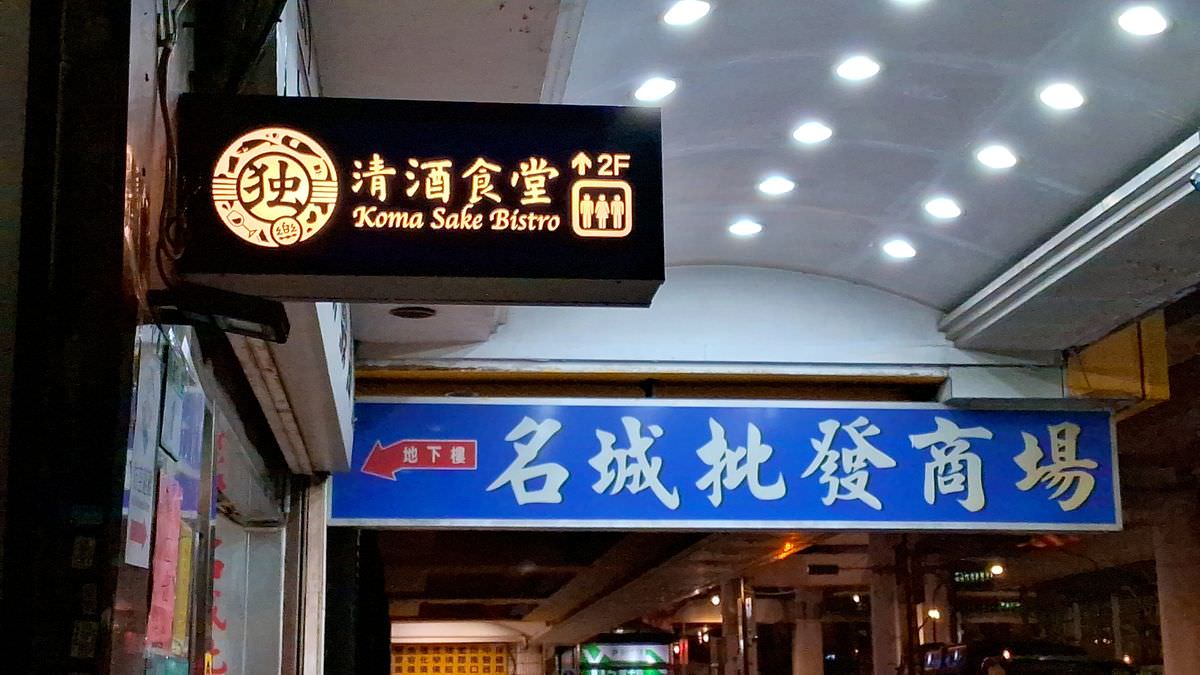 独
樂
清酒食堂
Koma Sake Bistro
↑2F
地下樓
名城批發商場